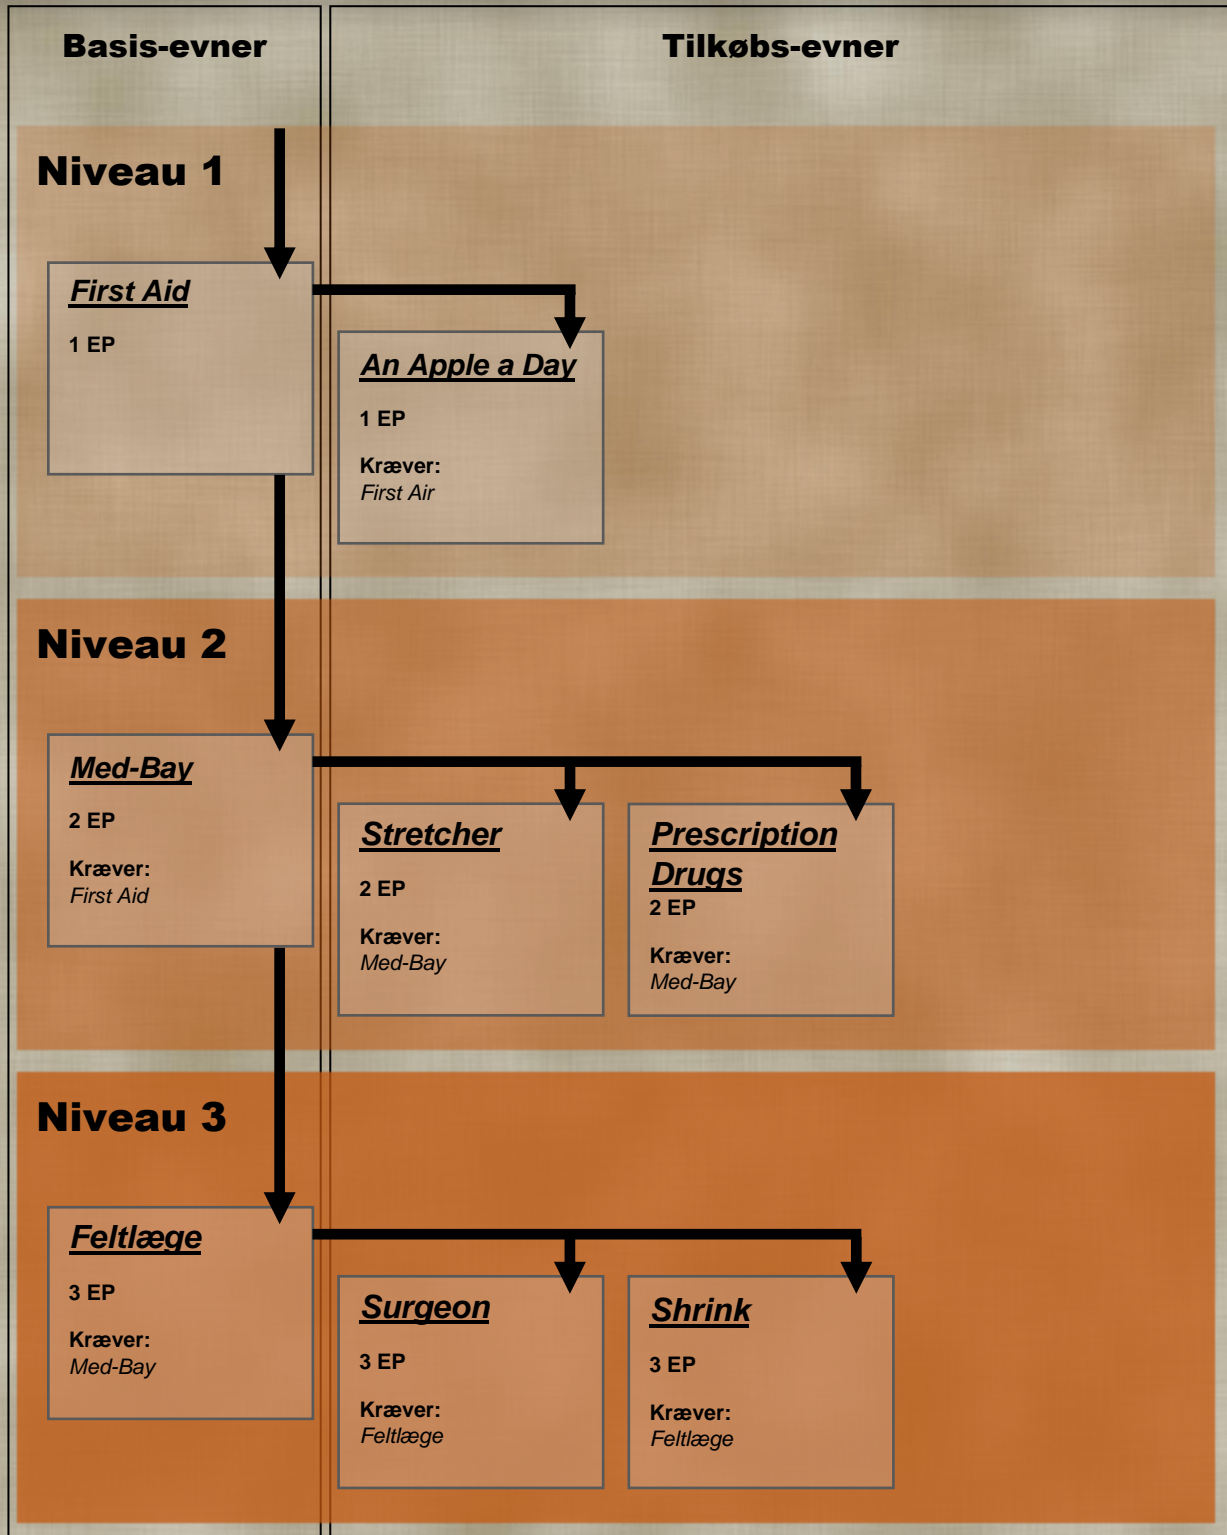 Basis-evner
Tilkøbs-evner
Niveau 1
First Aid
1 EP
An Apple a Day
1 EP
Kræver:
First Air
Niveau 2
Med-Bay
2 EP
Kræver:
First Aid
Stretcher
2 EP
Kræver:
Med-Bay
Prescription
Drugs
2 EP
Kræver:
Med-Bay
Niveau 3
Feltlæge
3 EP
Kræver:
Med-Bay
Surgeon
3 EP
Kræver:
Feltlæge
Shrink
3 EP
Kræver:
Feltlæge